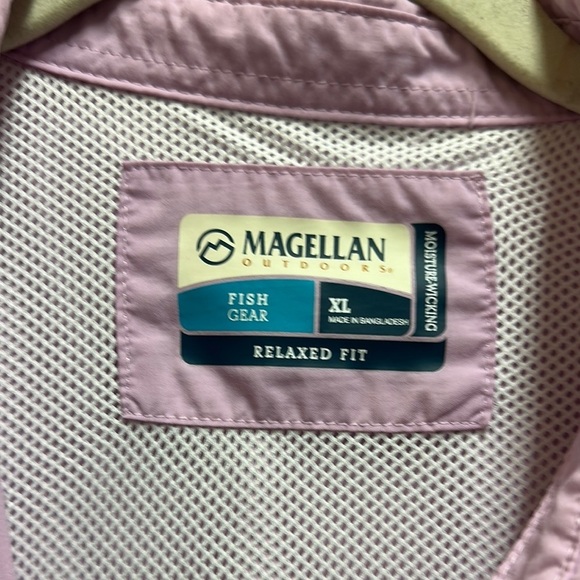 MAGELLAN
OUTDOORS®
FISH
GEAR
XL
MADE IN BANGLADESH
MOISTURE-WICKING
RELAXED FIT